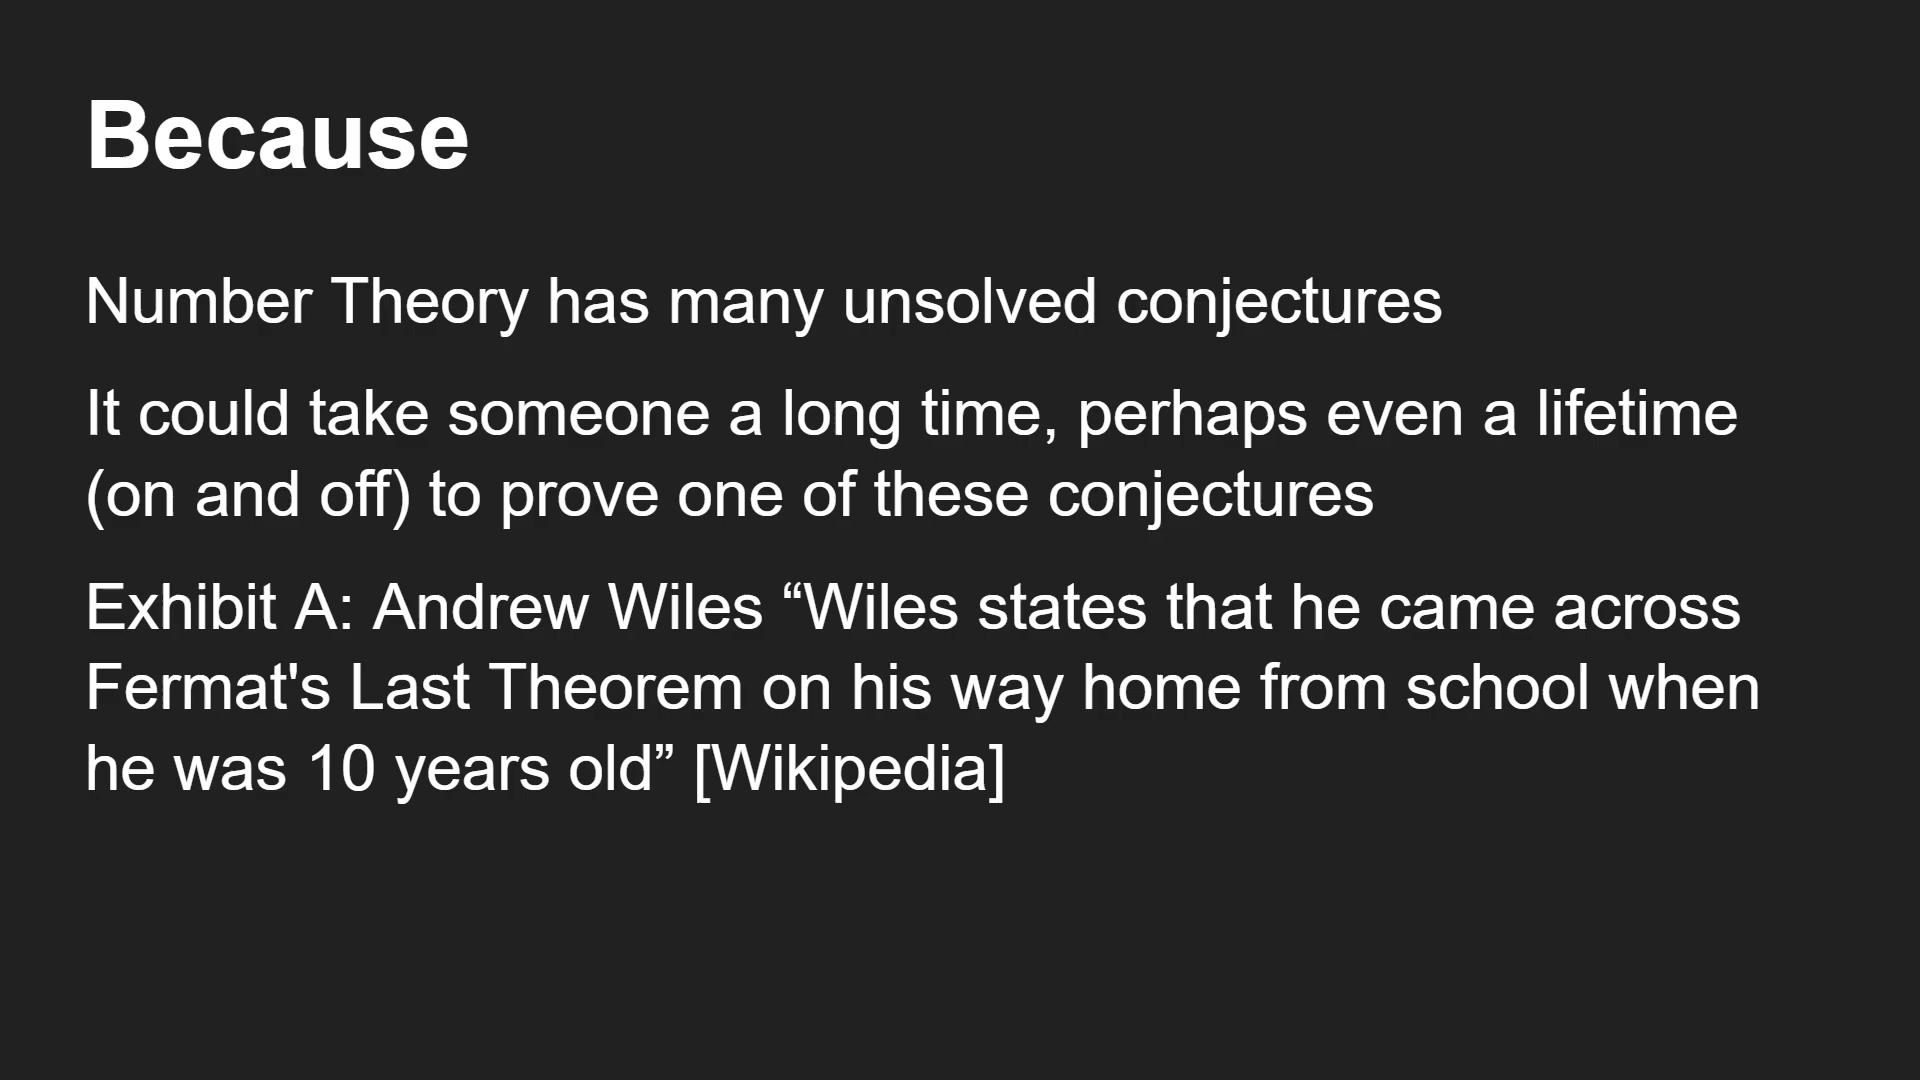 Because
Number Theory has many unsolved conjectures
It could take someone a long time, perhaps even a lifetime
(on and off) to prove one of these conjectures
Exhibit A: Andrew Wiles “Wiles states that he came across
Fermat's Last Theorem on his way home from school when
he was 10 years old” [Wikipedia]